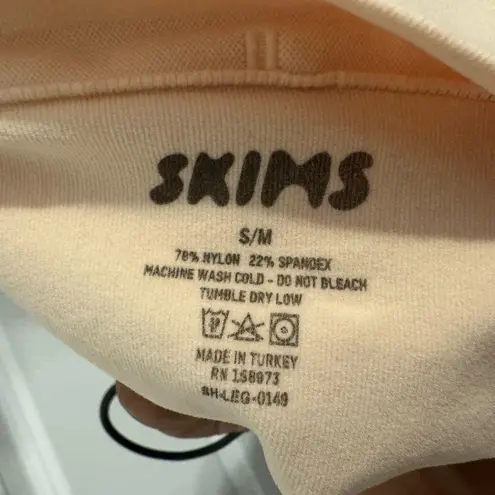 SKIMS
S/M
78% NYLON 22% SPANDEX
MACHINE WASH COLD - DO NOT BLEACH
TUMBLE DRY LOW
MADE IN TURKEY
RN 158973
SH-LEG-0149